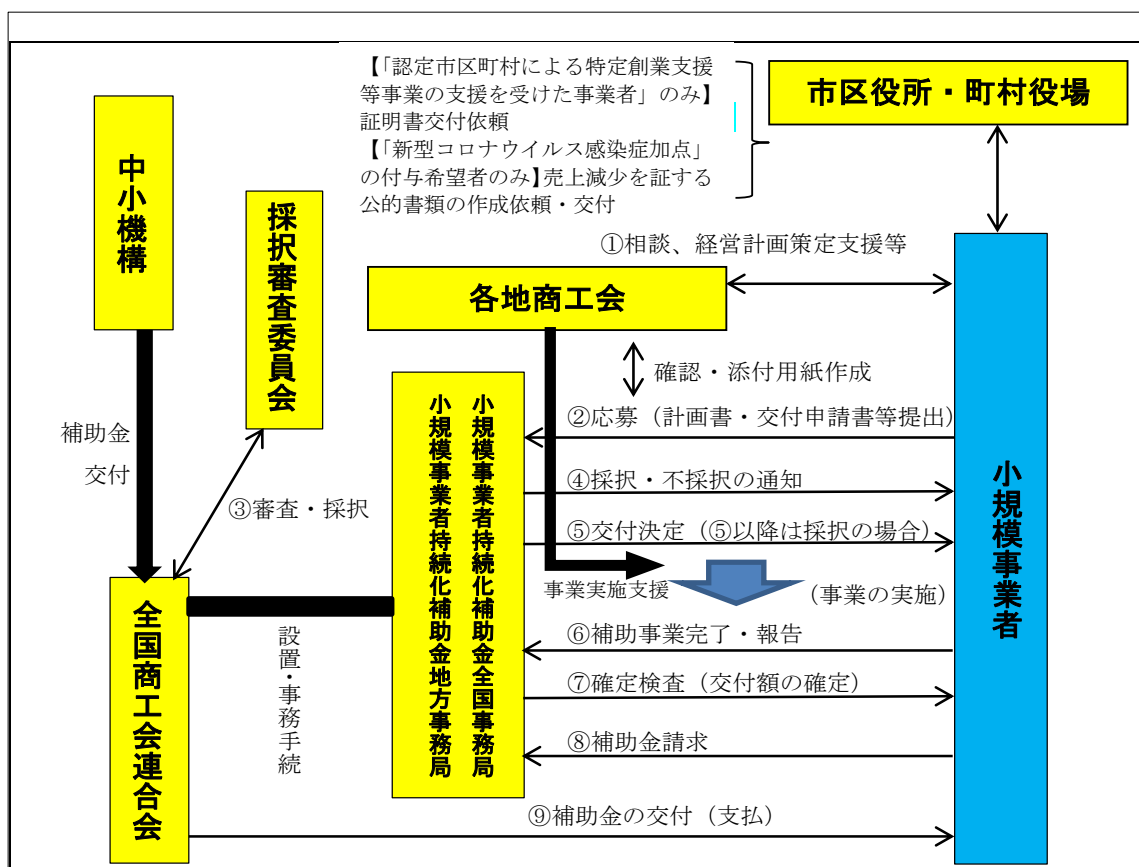 【「認定市区町村による特定創業支援
等事業の支援を受けた事業者」のみ】
証明書交付依頼
【「新型コロナウイルス感染症加点」
の付与希望者のみ】売上減少を証する
公的書類の作成依頼・交付
市区役所・町村役場
中小機構
採択審査委員会
①相談、経営計画策定支援等
各地商工会
確認・添付用紙作成
小規模事業者持続化補助金全国事務局
小規模事業者持続化補助金地方事務局
②応募（計画書・交付申請書等提出）
補助金
交付
③審査・採択
④採択・不採択の通知
⑤交付決定（⑤以降は採択の場合）
事業実施支援
（事業の実施）
小規模事業者
全国商工会連合会
設置・事務手続
⑥補助事業完了・報告
⑦確定検査（交付額の確定）
⑧補助金請求
⑨補助金の交付（支払）